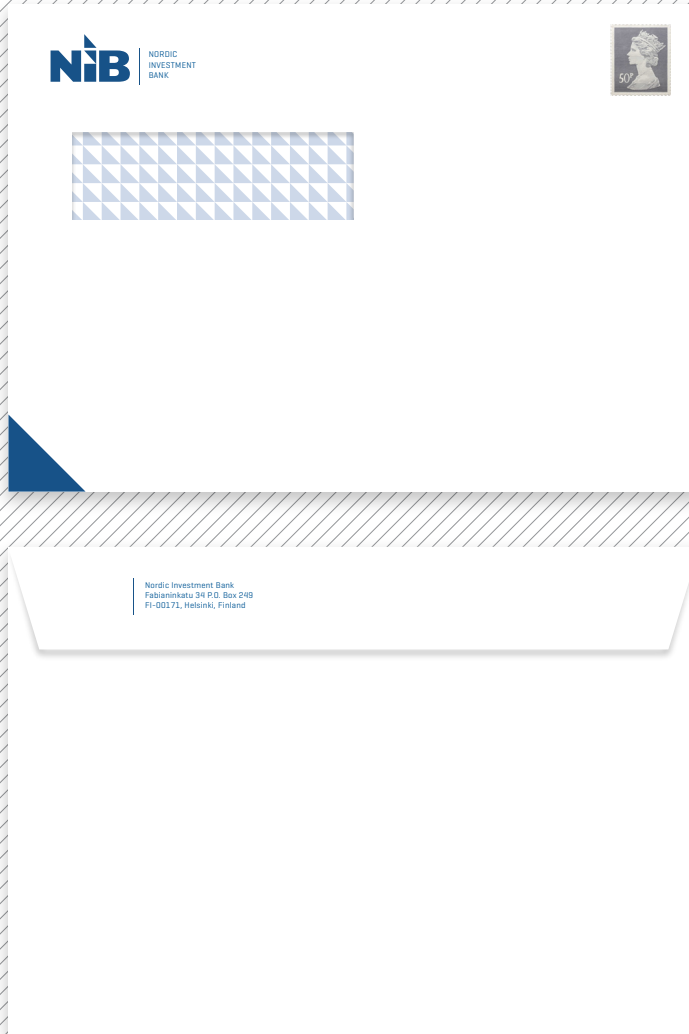 NiB
NORDIC
INVESTMENT
BANK
50P
Nordic Investment Bank
Fabianinkatu 34 P.O. Box 249
FI-00171, Helsinki, Finland